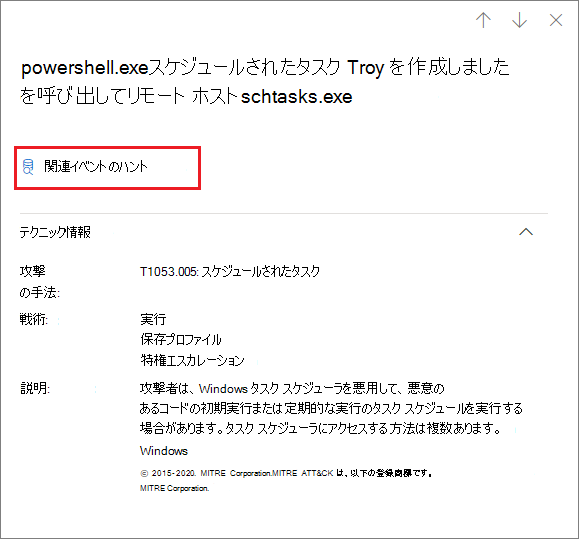 powershell.exeスケジュールされたタスク Troy を作成しました
を呼び出してリモート ホストschtasks.exe
関連イベントのハント
テクニック情報
攻撃
の手法:
T1053.005: スケジュールされたタスク
戦術:
実行
保存プロファイル
特権エスカレーション
説明:
攻撃者は、Windows タスク スケジューラを悪用して、悪意の
あるコードの初期実行または定期的な実行のタスク スケジュールを実行する
場合があります。タスク スケジューラにアクセスする方法は複数あります。
Windows
© 2015-2020. MITRE Corporation.MITRE ATT&CK は、以下の登録商標です。
MITRE Corporation.